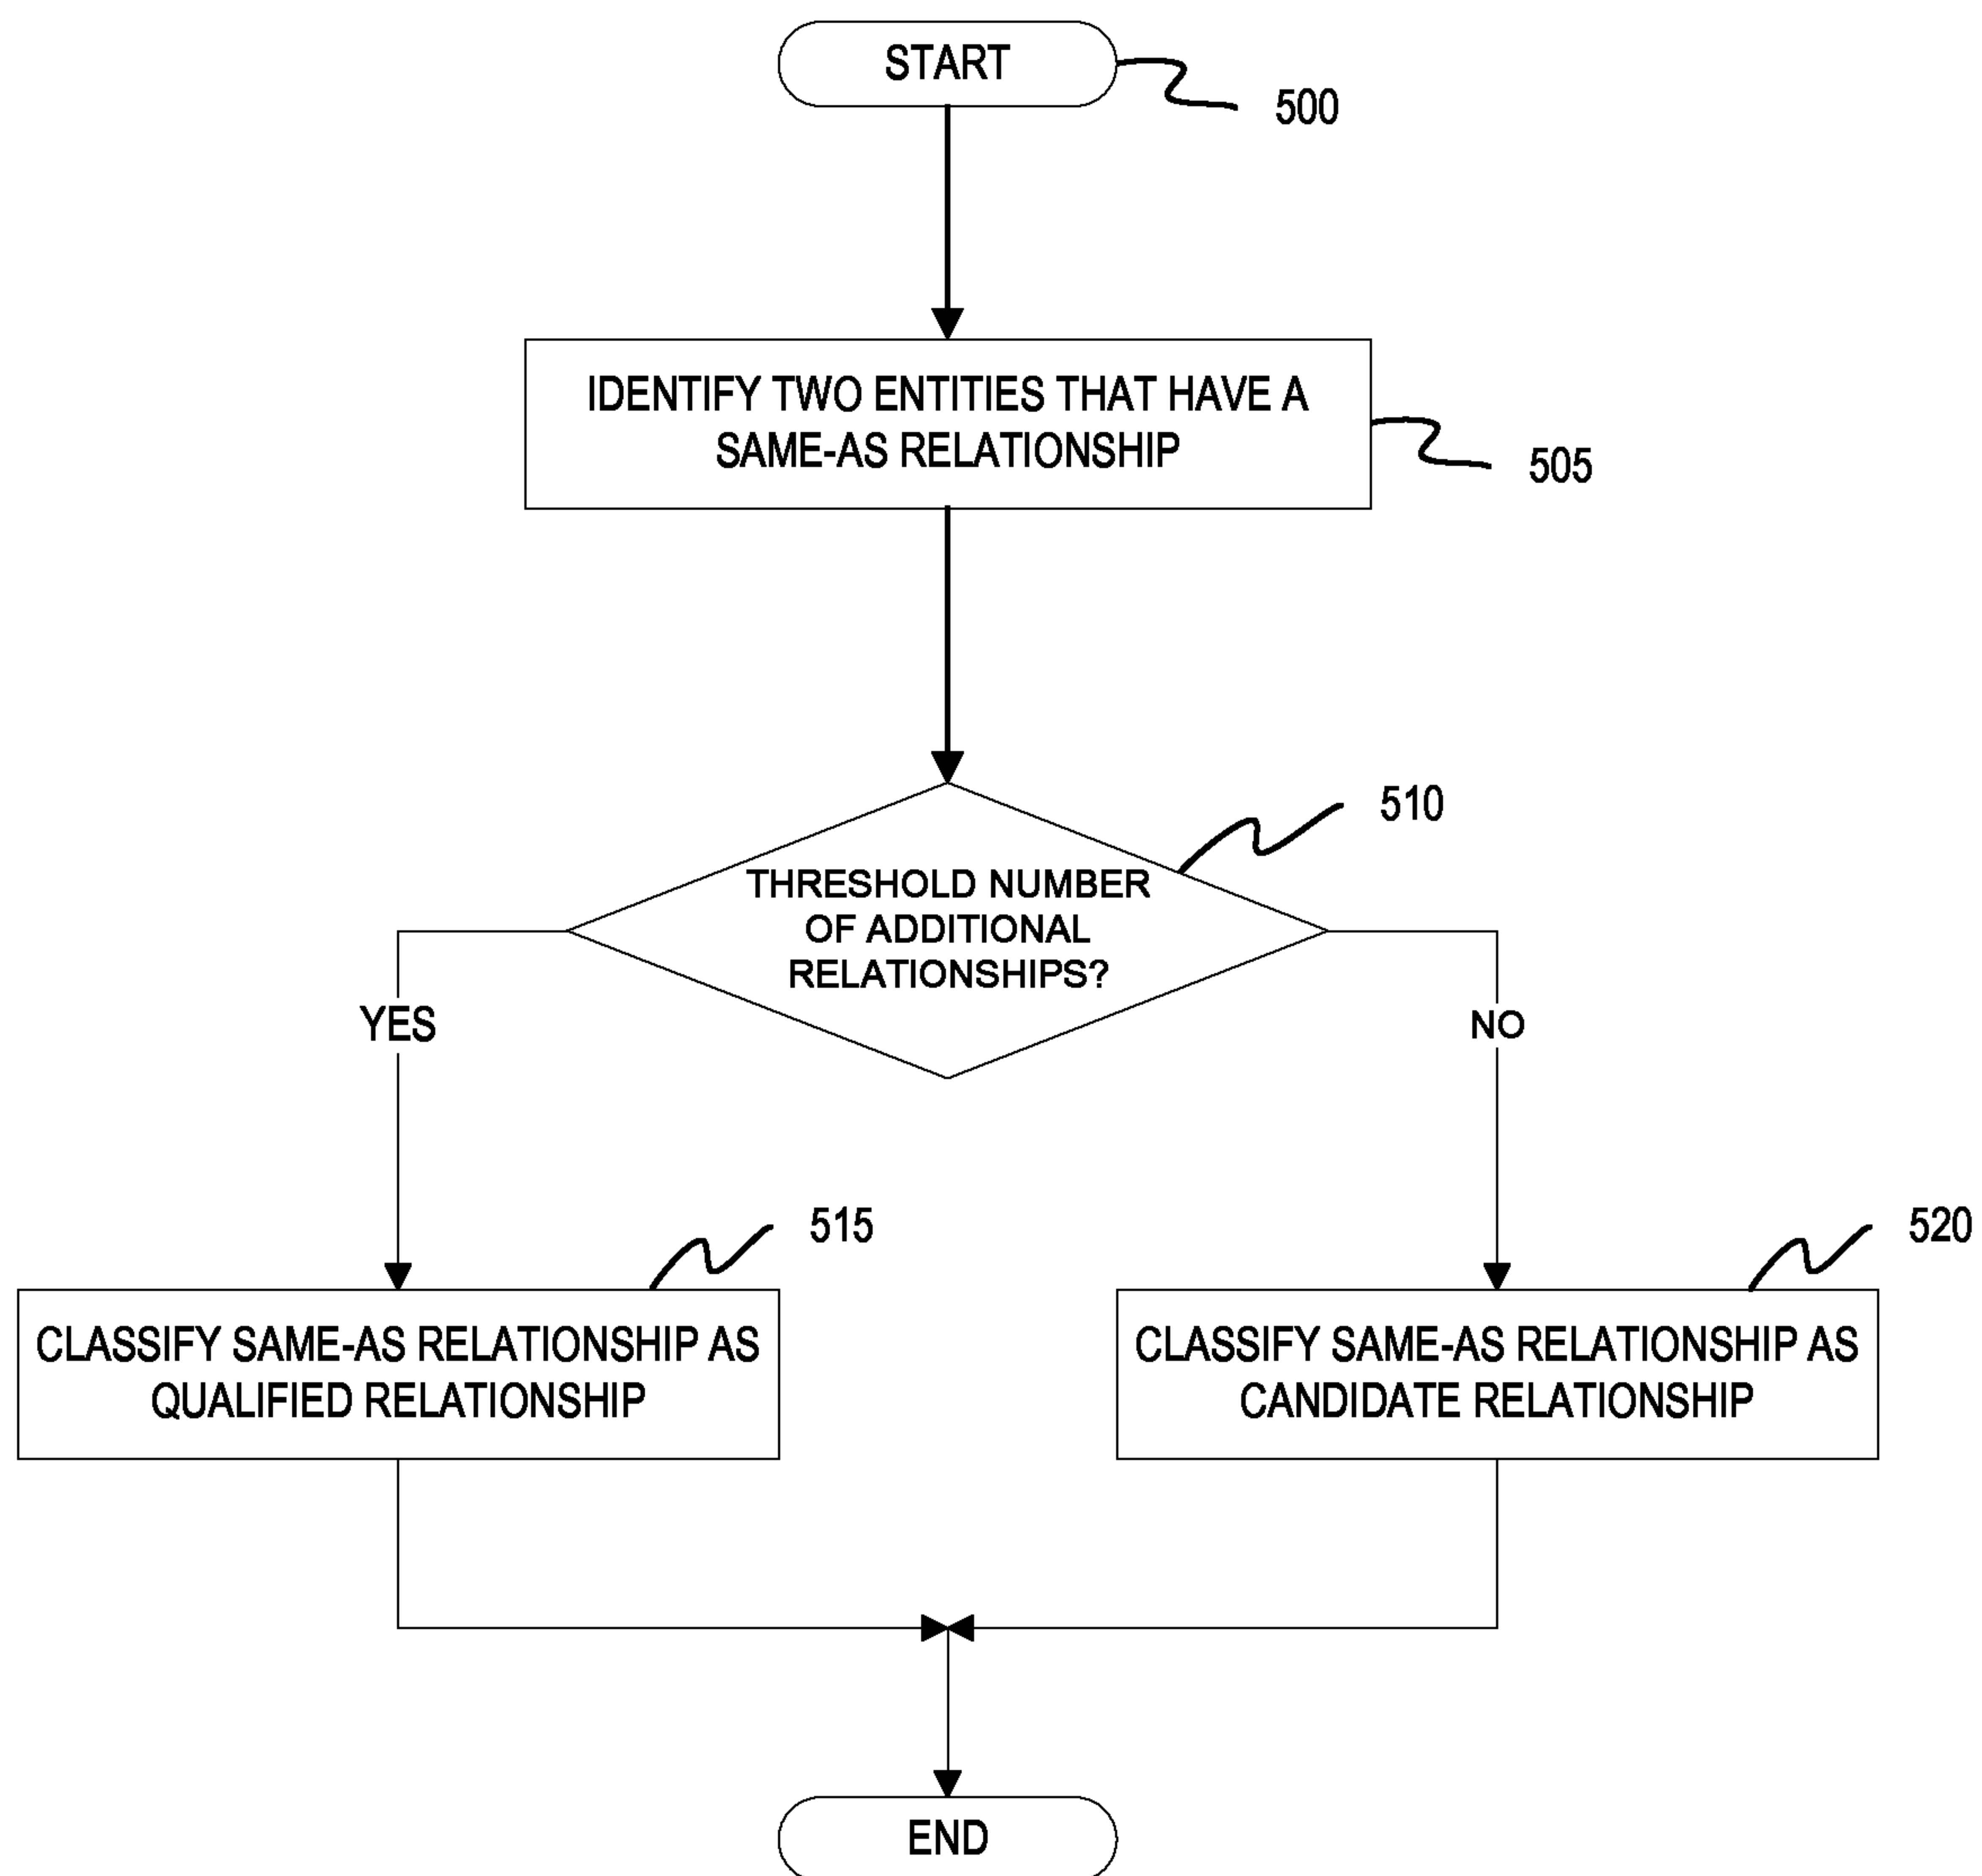 START
500
IDENTIFY TWO ENTITIES THAT HAVE A
SAME-AS RELATIONSHIP
505
510
THRESHOLD NUMBER
OF ADDITIONAL
RELATIONSHIPS?
YES
NO
515
520
CLASSIFY SAME-AS RELATIONSHIP AS
QUALIFIED RELATIONSHIP
CLASSIFY SAME-AS RELATIONSHIP AS
CANDIDATE RELATIONSHIP
END